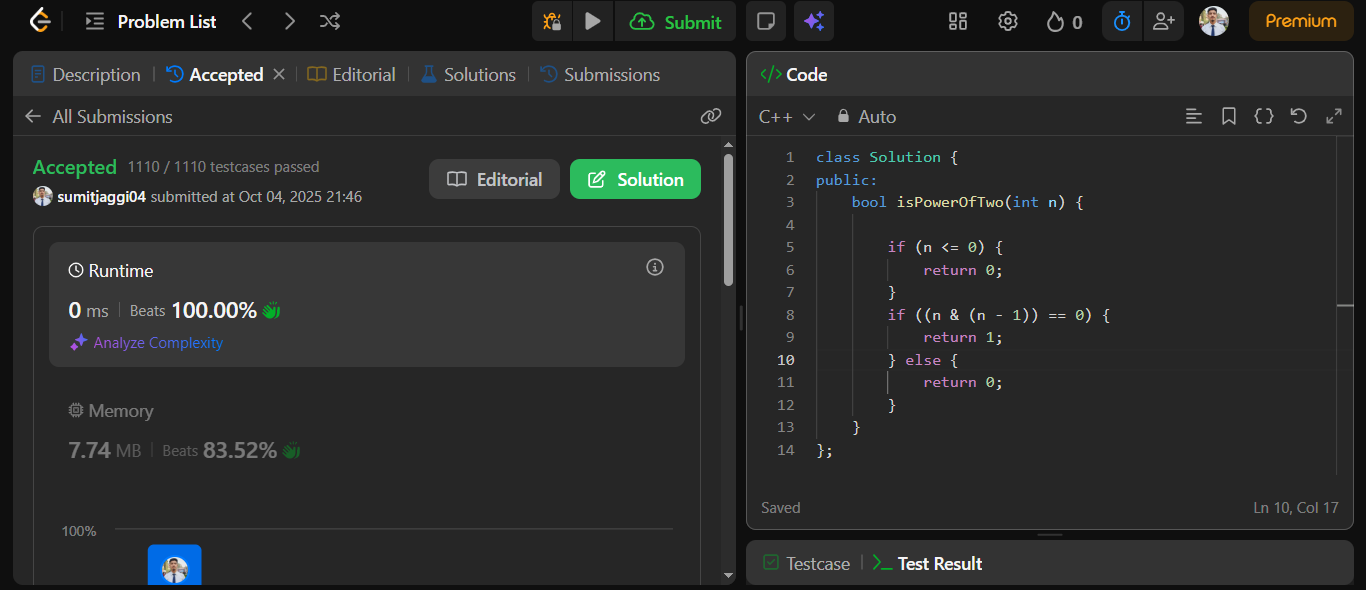 Problem List
Submit
0
Premium
Description
Accepted
Editorial
Solutions
Submissions
All Submissions
Accepted 1110 / 1110 testcases passed
sumitjaggi04 submitted at Oct 04, 2025 21:46
Editorial
Solution
Runtime
0 ms Beats 100.00%
Analyze Complexity
Memory
7.74 MB Beats 83.52%
100%
</> Code
C++ Auto
1 class Solution {
2 public:
3 bool isPowerOfTwo(int n) {
4
5 if (n <= 0) {
6 return 0;
7 }
8 if ((n & (n - 1)) == 0) {
9 return 1;
10 } else {
11 return 0;
12 }
13 }
14 };
Saved
Ln 10, Col 17
Testcase
Test Result